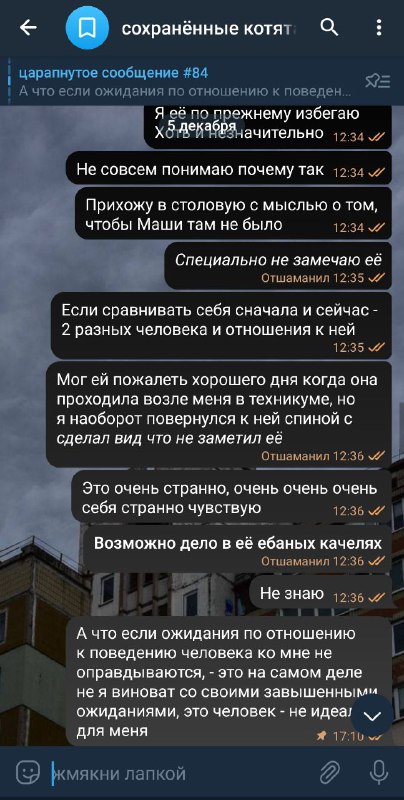 сохранённые котят
царапнутое сообщение #84
А что если ожидания по отношению к поведен...
Я её по прежнему избегаю
5 декабря
Хоть и незначительно 12:34
Не совсем понимаю почему так 12:34
Прихожу в столовую с мыслью о том,
чтобы Маши там не было 12:34
Специально не замечаю её
Отшаманил 12:35
Если сравнивать себя сначала и сейчас -
2 разных человека и отношения к ней
12:35
Мог ей пожалеть хорошего дня когда она
проходила возле меня в техникуме, но
я наоборот повернулся к ней спиной с
сделал вид что не заметил её
Отшаманил 12:36
Это очень странно, очень очень очень
себя странно чувствую 12:36
Возможно дело в её ебаных качелях
Отшаманил 12:36
Не знаю 12:36
А что если ожидания по отношению
к поведению человека ко мне не
оправдываются, - это на самом деле
не я виноват со своими завышенными
ожиданиями, это человек - не идеал
для меня 17:10
жмякни лапкой